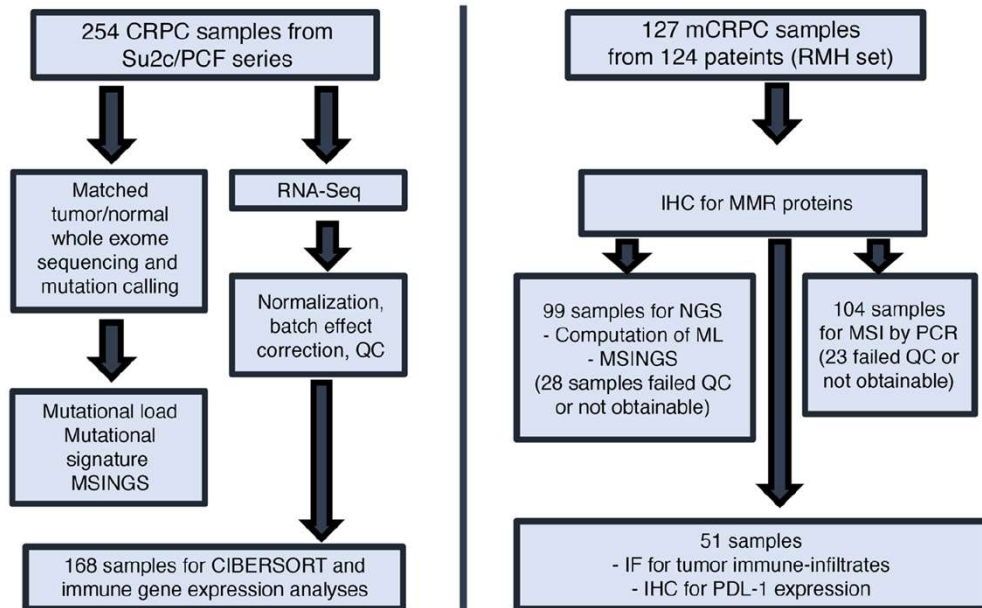 254 CRPC samples from
Su2c/PCF series
Matched
tumor/normal
whole exome
sequencing and
mutation calling
Mutational load
Mutational
signature
MSINGS
RNA-Seq
Normalization,
batch effect
correction, QC
168 samples for CIBERSORT and
immune gene expression analyses
127 mCRPC samples
from 124 pateints (RMH set)
IHC for MMR proteins
99 samples for NGS
- Computation of ML
- MSINGS
(28 samples failed QC
or not obtainable)
104 samples
for MSI by PCR
(23 failed QC or
not obtainable)
51 samples
- IF for tumor immune-infiltrates
- IHC for PDL-1 expression